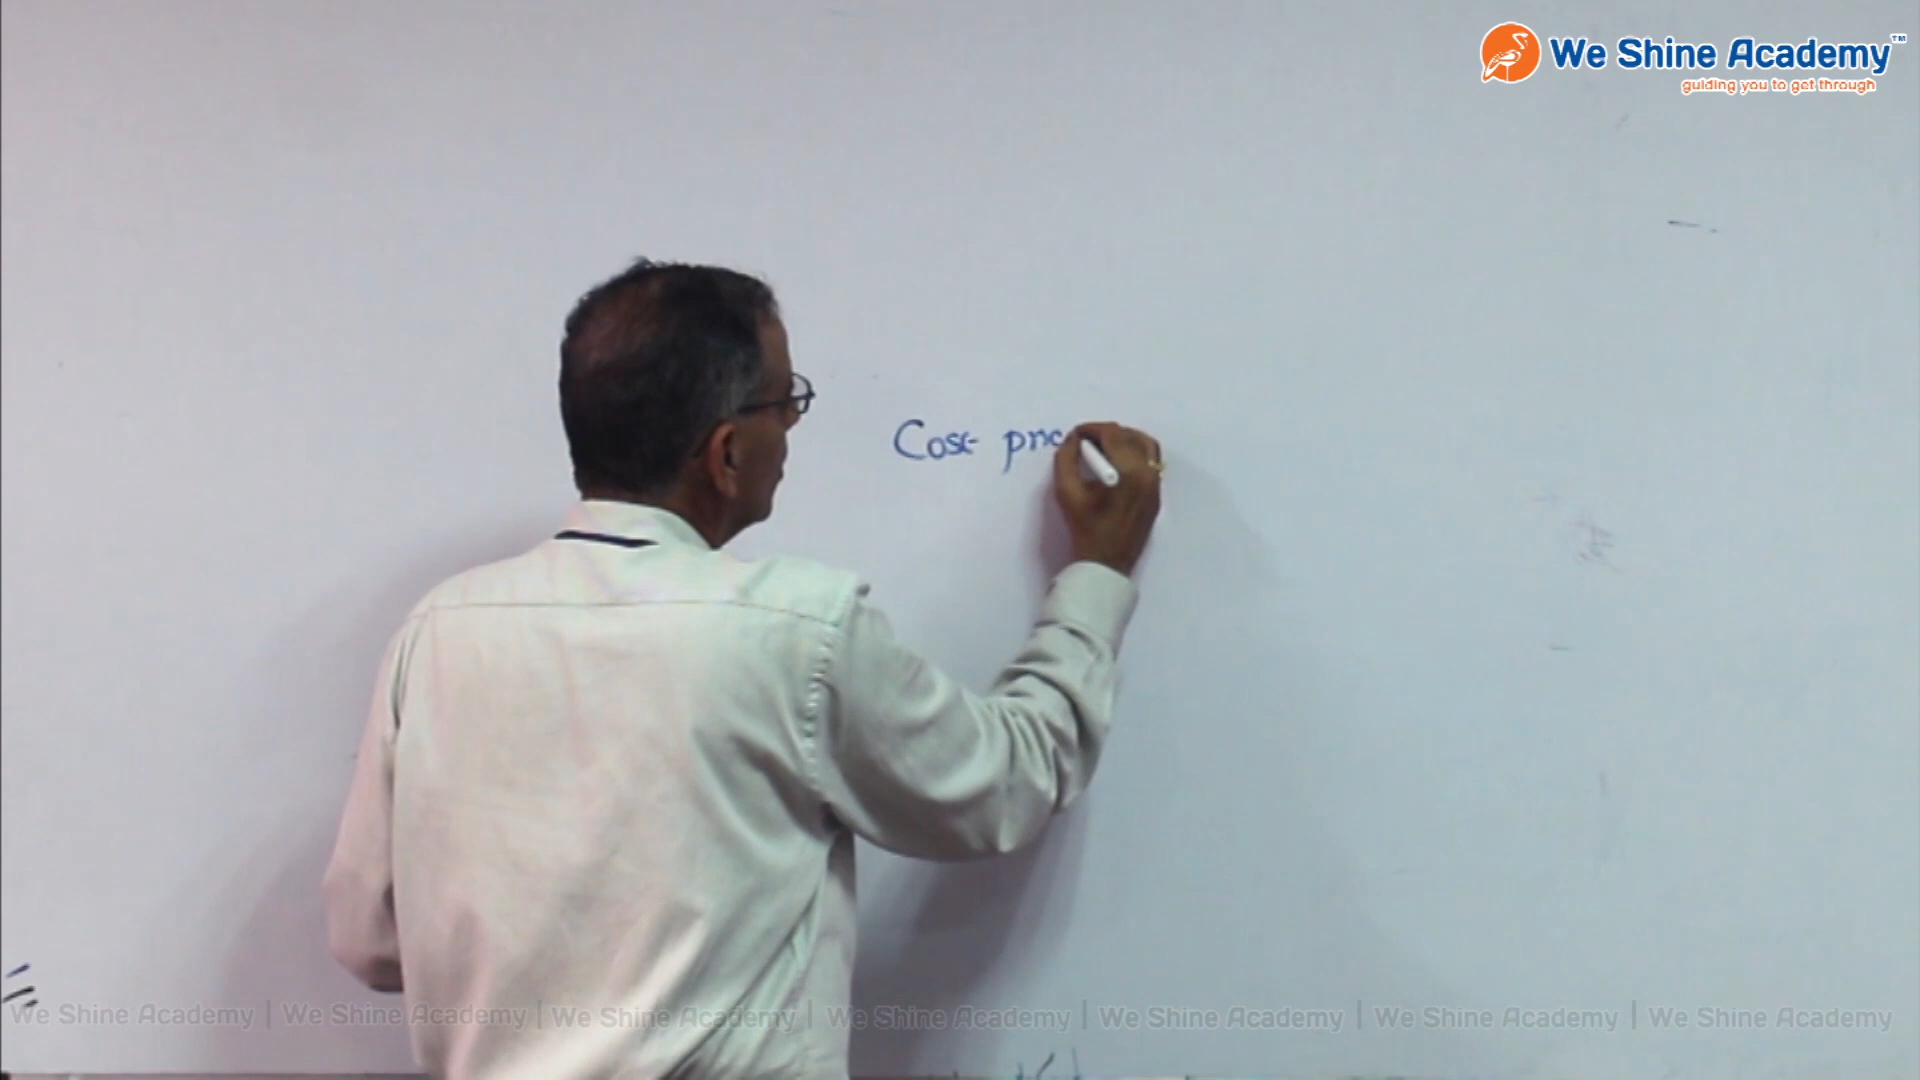 We Shine Academy™
guiding you to get through
Cost pric
We Shine Academy | We Shine Academy | We Shine Academy | We Shine Academy | We Shine Academy | We Shine Academy | We Shine Academy